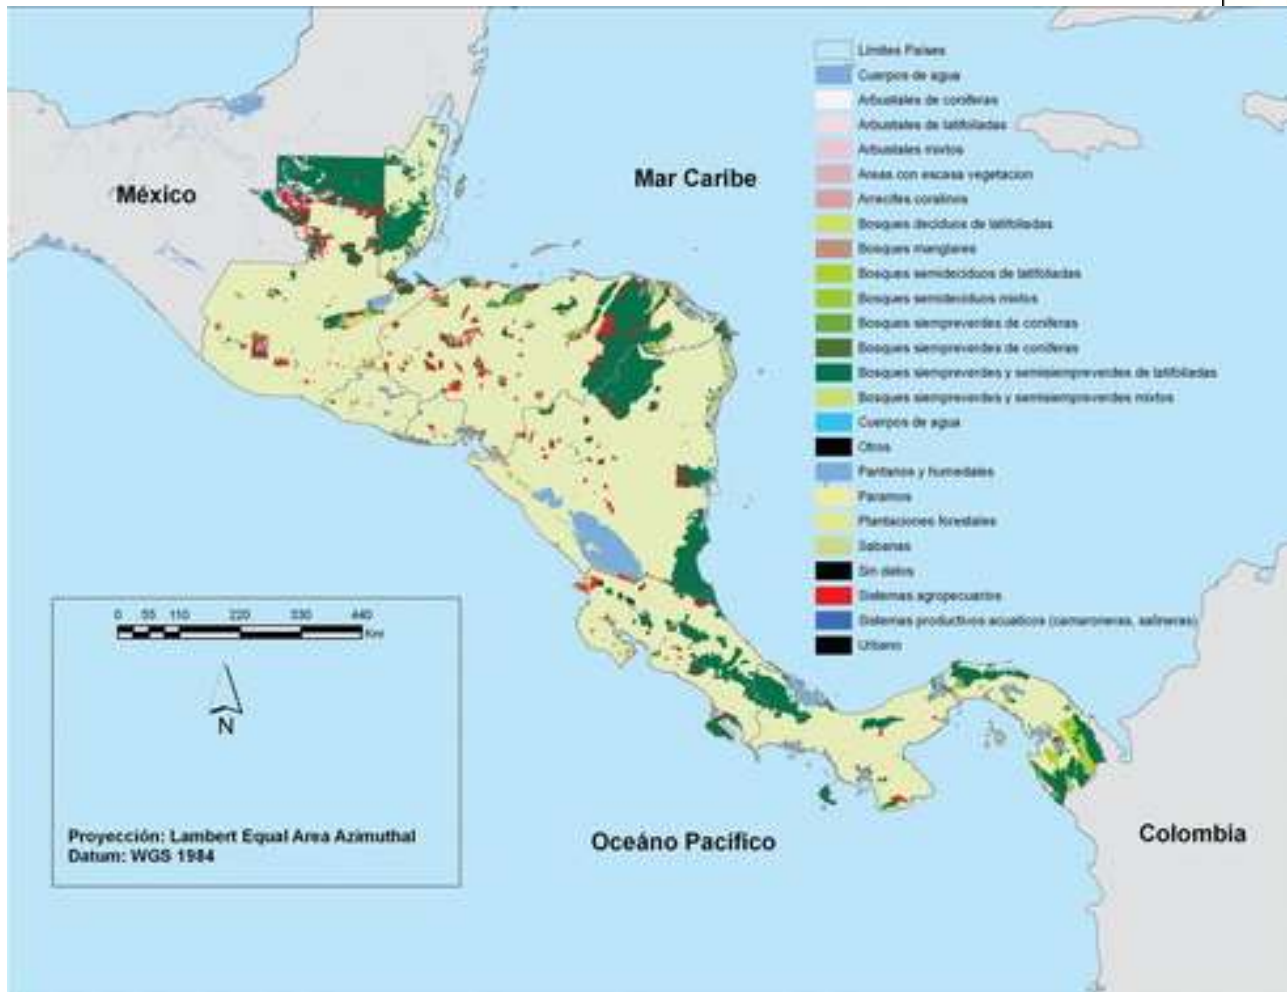 México
Mar Caribe
Límites Países
Cuerpos de agua
Arbustales de coniferas
Arbustales de latifoliadas
Arbustales mixtos
Areas con escasa vegetacion
Arrecifes coralinos
Bosques deciduos de latifoliadas
Bosques manglares
Bosques semideciduos de latifoliadas
Bosques semideciduos mixtos
Bosques siempreverdes de coniferas
Bosques siempreverdes de coniferas
Bosques siempreverdes y semisiempreverdes de latifoliadas
Bosques siempreverdes y semisiempreverdes mixtos
Cuerpos de agua
Otros
Pantanos y humedales
Paramos
Plantaciones forestales
Sabanas
Sin datos
Sistemas agropecuarios
Sistemas productivos acuaticos (camaroneras, salineras)
Urbano
0 55 110 220 330 440
Km
N
Proyección: Lambert Equal Area Azimuthal
Datum: WGS 1984
Oceáno Pacífico
Colombia